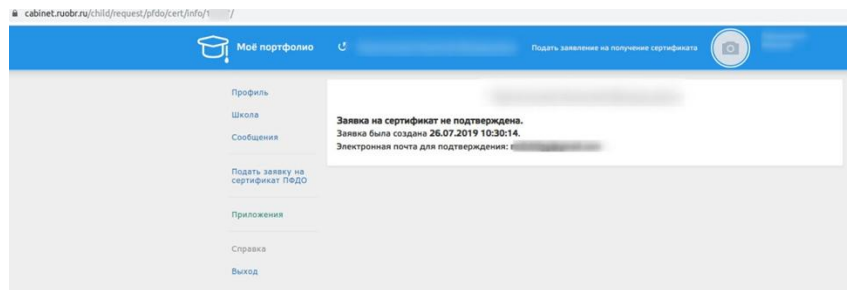 cabinet.ruobr.ru/child/request/pfdo/cert/info/1
Моё портфолио
Подать заявление на получение сертификата
Профиль
Школа
Сообщения
Подать заявку на
сертификат ПФДО
Приложения
Справка
Выход
Заявка на сертификат не подтверждена.
Заявка была создана 26.07.2019 10:30:14.
Электронная почта для подтверждения: